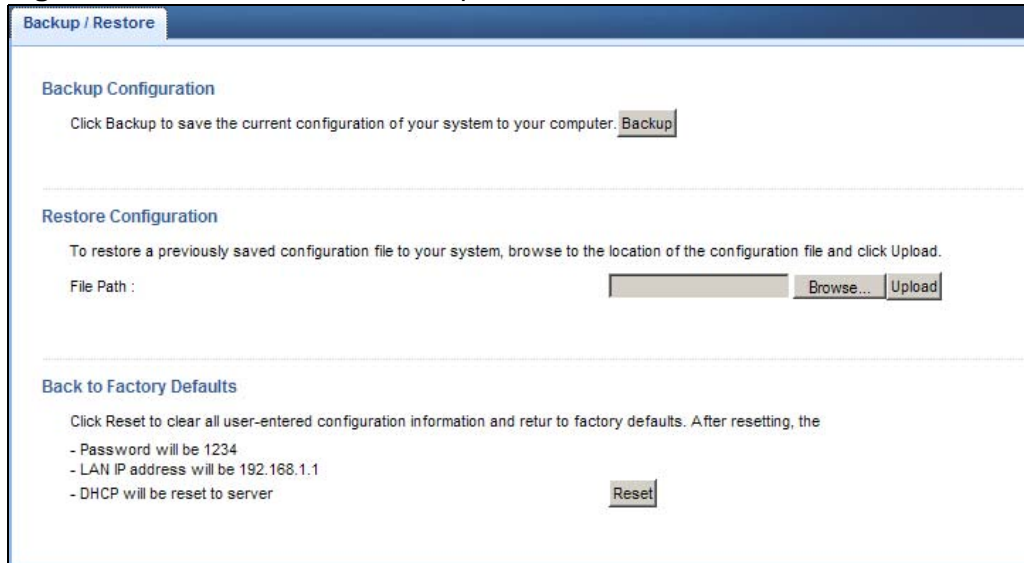 Backup / Restore
Backup Configuration
Click Backup to save the current configuration of your system to your computer. Backup
Restore Configuration
To restore a previously saved configuration file to your system, browse to the location of the configuration file and click Upload.
File Path : Browse... Upload
Back to Factory Defaults
Click Reset to clear all user-entered configuration information and retur to factory defaults. After resetting, the
- Password will be 1234
- LAN IP address will be 192.168.1.1
- DHCP will be reset to server Reset